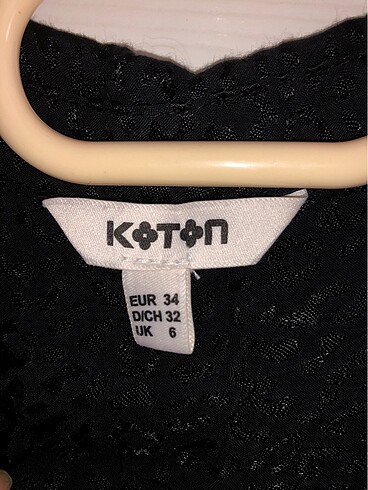 KOTON
EUR 34
D/CH 32
UK 6